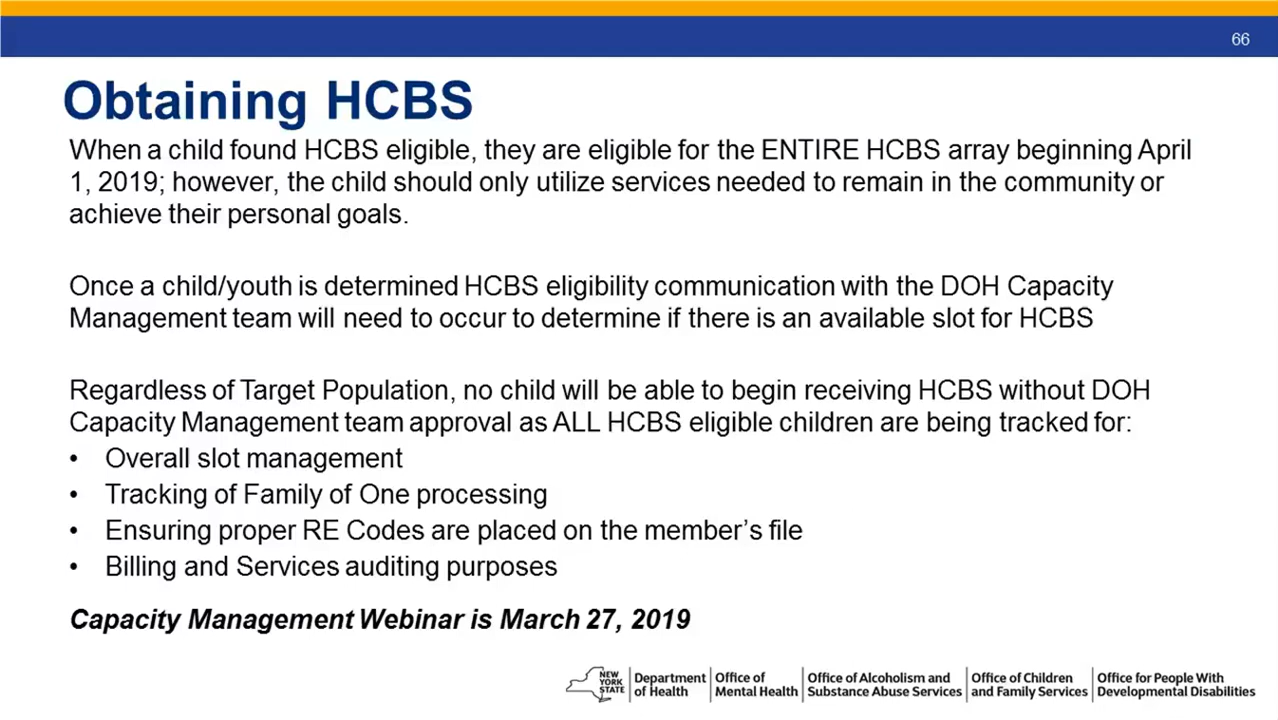 66
Obtaining HCBS
When a child found HCBS eligible, they are eligible for the ENTIRE HCBS array beginning April
1, 2019; however, the child should only utilize services needed to remain in the community or
achieve their personal goals.
Once a child/youth is determined HCBS eligibility communication with the DOH Capacity
Management team will need to occur to determine if there is an available slot for HCBS
Regardless of Target Population, no child will be able to begin receiving HCBS without DOH
Capacity Management team approval as ALL HCBS eligible children are being tracked for:
• Overall slot management
• Tracking of Family of One processing
• Ensuring proper RE Codes are placed on the member's file
• Billing and Services auditing purposes
Capacity Management Webinar is March 27, 2019
NEW
YORK
STATE
Department
of Health
Office of
Mental Health
Office of Alcoholism and
Substance Abuse Services
Office of Children
and Family Services
Office for People With
Developmental Disabilities